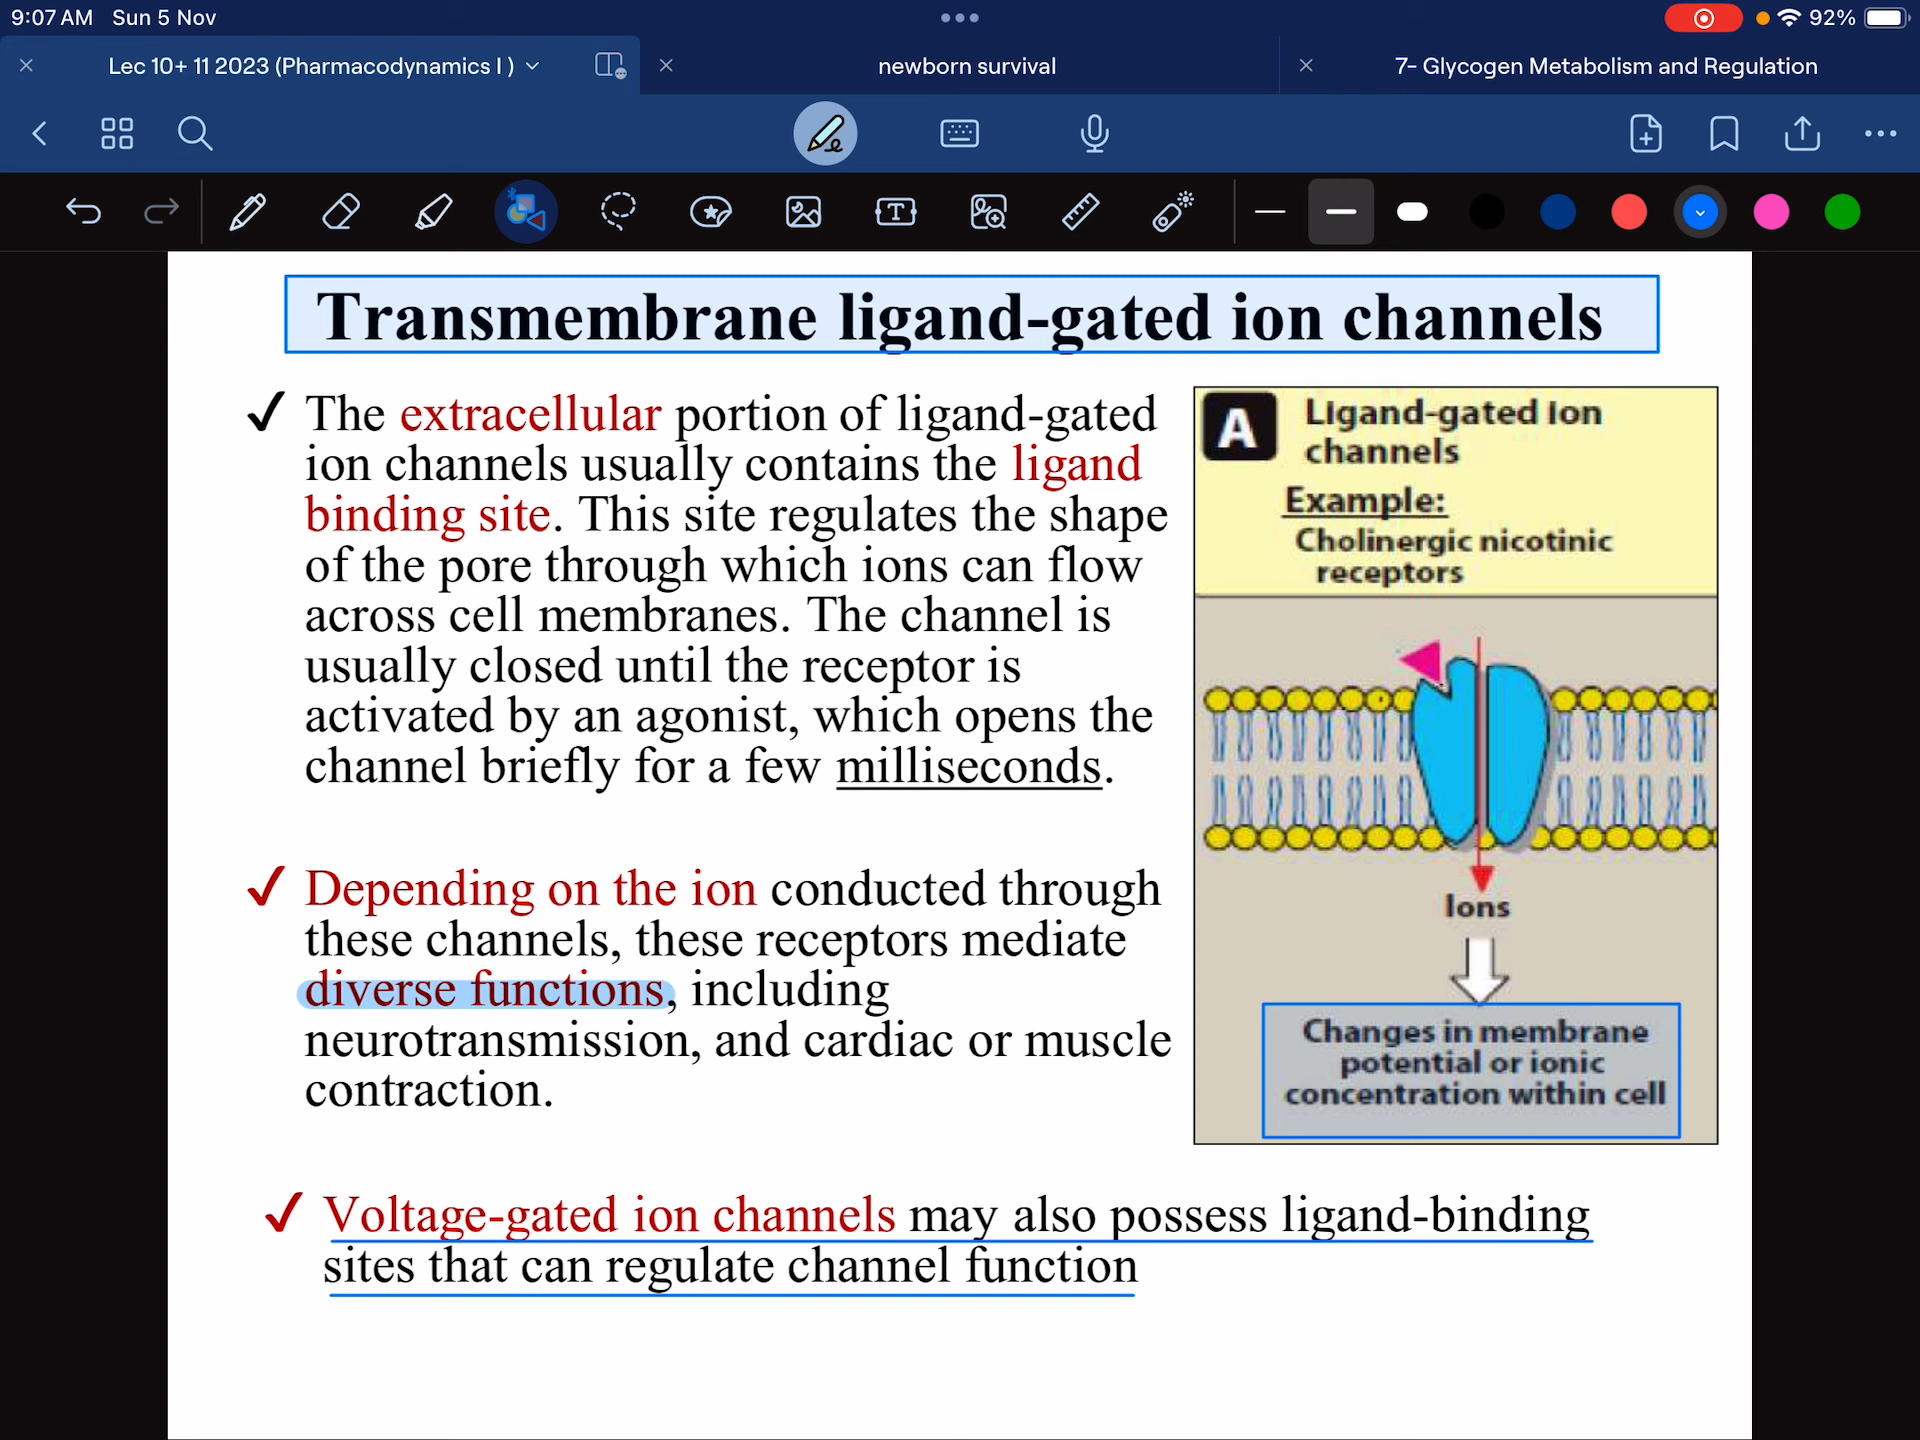 9:07 AM Sun 5 Nov
92%
Lec 10+ 11 2023 (Pharmacodynamics I )
newborn survival
7- Glycogen Metabolism and Regulation
Transmembrane ligand-gated ion channels
✓ The extracellular portion of ligand-gated
ion channels usually contains the ligand
binding site. This site regulates the shape
of the pore through which ions can flow
across cell membranes. The channel is
usually closed until the receptor is
activated by an agonist, which opens the
channel briefly for a few milliseconds.
✓ Depending on the ion conducted through
these channels, these receptors mediate
diverse functions, including
neurotransmission, and cardiac or muscle
contraction.
A Ligand-gated ion
channels
Example:
Cholinergic nicotinic
receptors
Ions
Changes in membrane
potential or ionic
concentration within cell
✓ Voltage-gated ion channels may also possess ligand-binding
sites that can regulate channel function